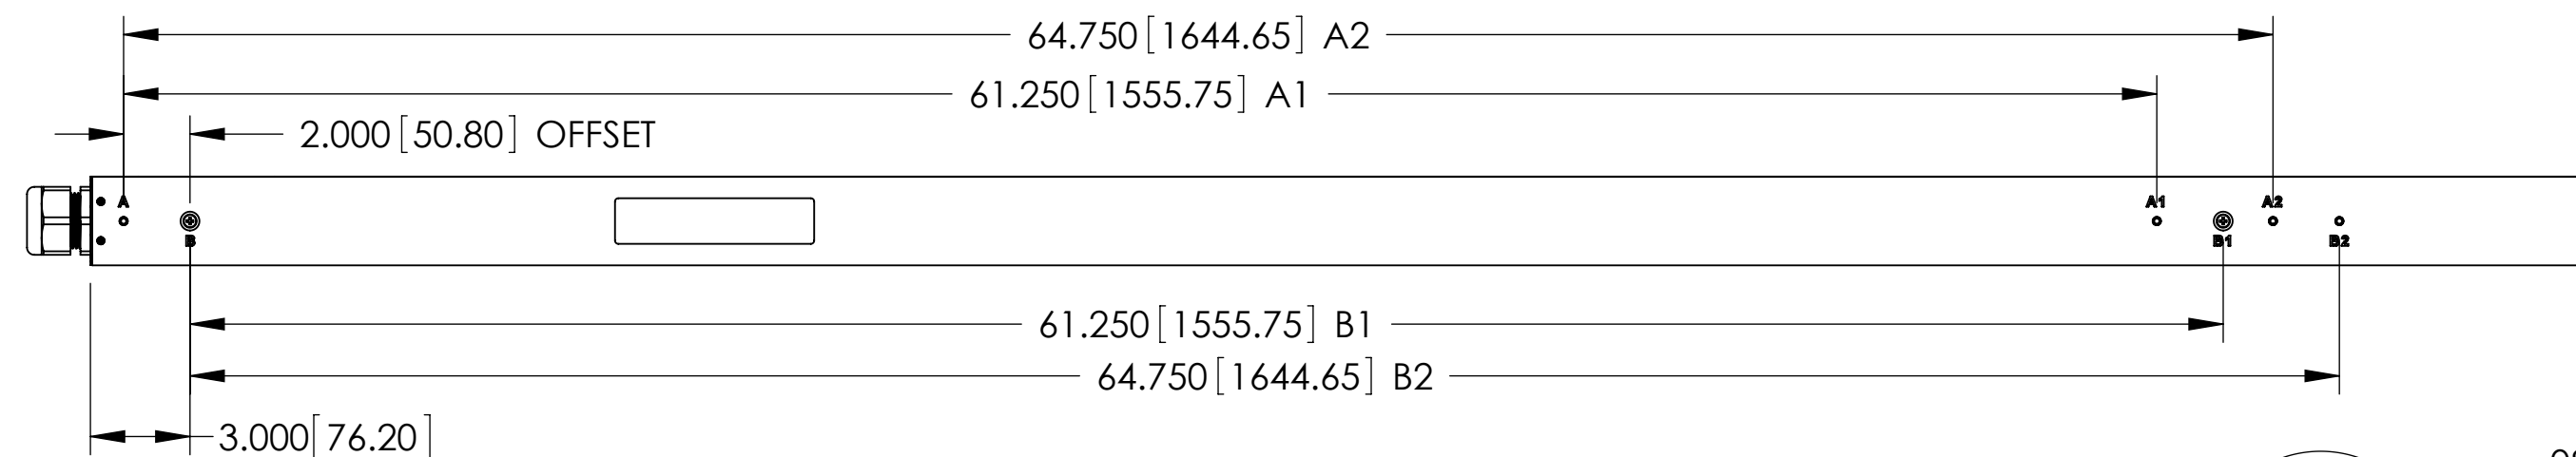 64.750[1644.65] A2
61.250[1555.75] A1
2.000[50.80] OFFSET
A
A1
A2
B
B1
B2
61.250[1555.75] B1
64.750[1644.65] B2
3.000[76.20]